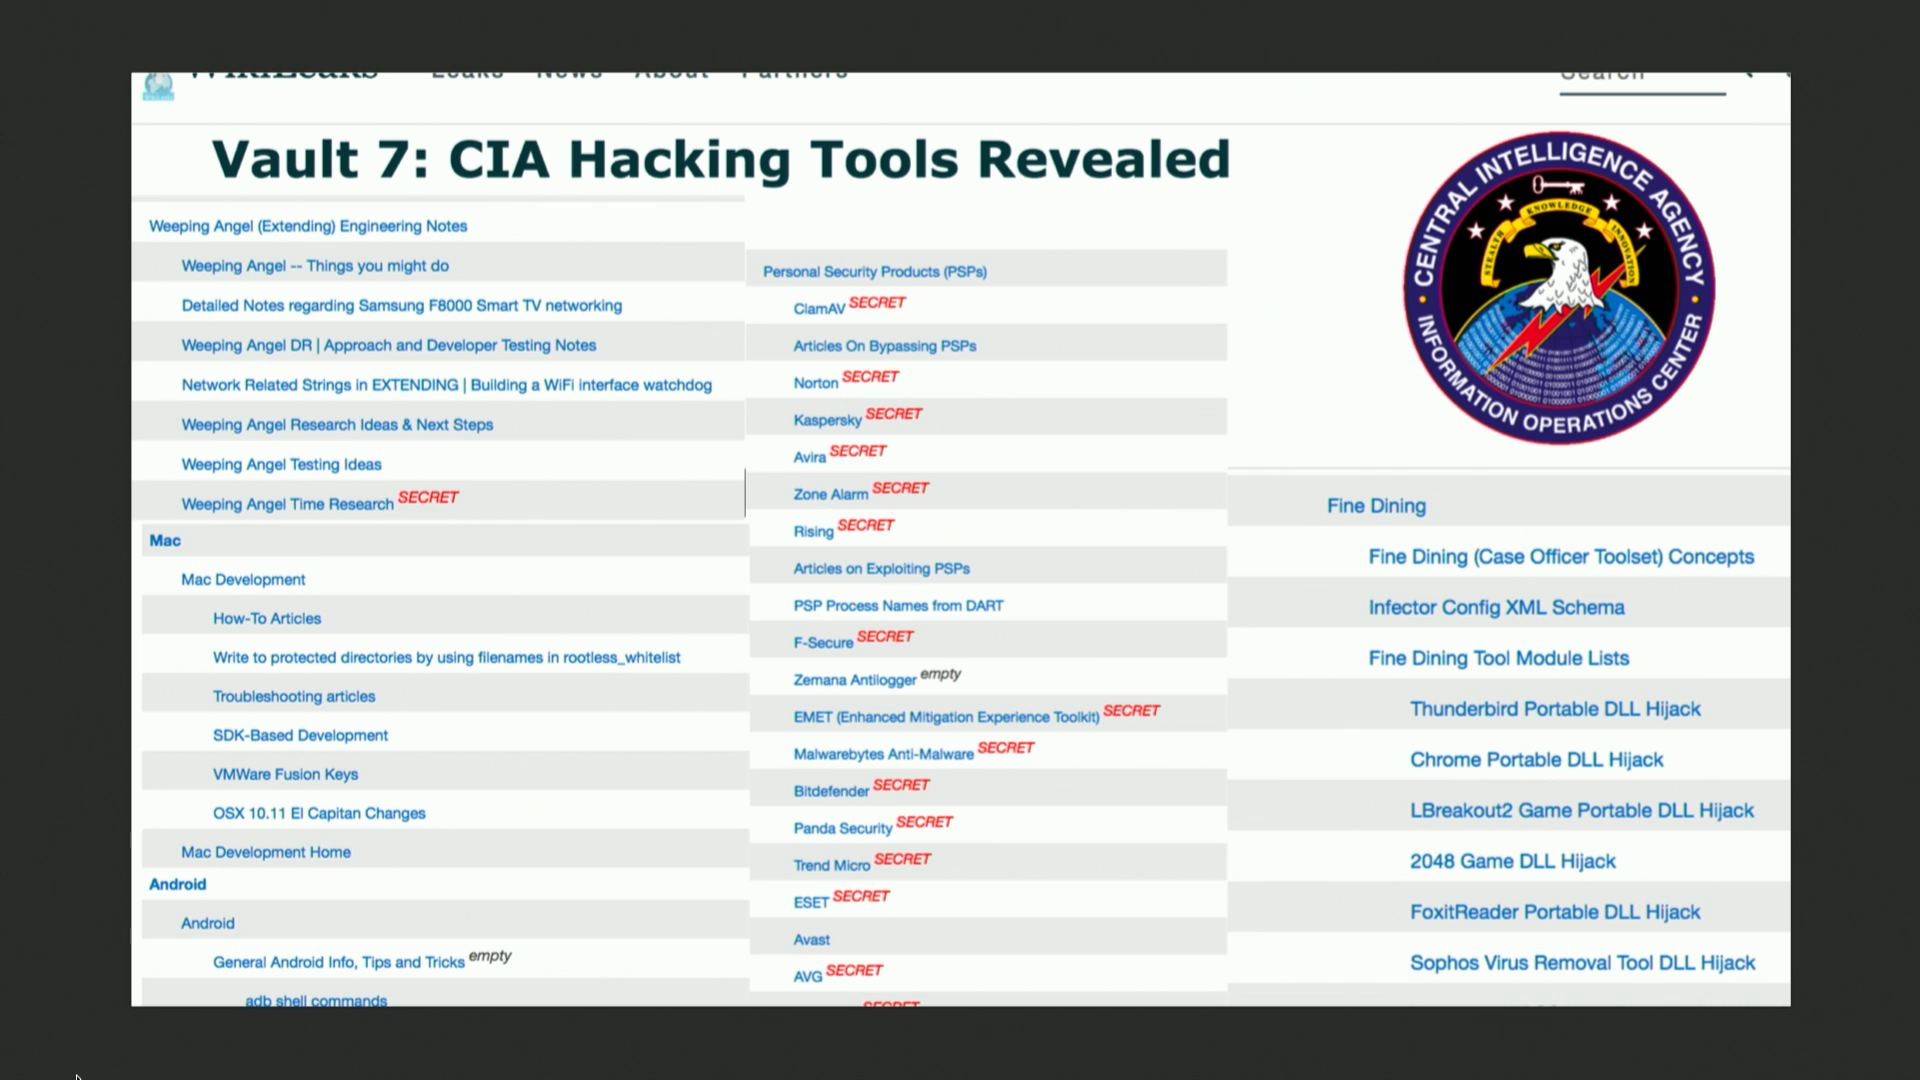 WikiLeaks Leaks News About Partners Search
Vault 7: CIA Hacking Tools Revealed
Weeping Angel (Extending) Engineering Notes
Weeping Angel -- Things you might do
Detailed Notes regarding Samsung F8000 Smart TV networking
Weeping Angel DR | Approach and Developer Testing Notes
Network Related Strings in EXTENDING | Building a WiFi interface watchdog
Weeping Angel Research Ideas & Next Steps
Weeping Angel Testing Ideas
Weeping Angel Time Research SECRET
Mac
Mac Development
How-To Articles
Write to protected directories by using filenames in rootless_whitelist
Troubleshooting articles
SDK-Based Development
VMWare Fusion Keys
OSX 10.11 El Capitan Changes
Mac Development Home
Android
Android
General Android Info, Tips and Tricks empty
adb shell commands
Personal Security Products (PSPs)
ClamAV SECRET
Articles On Bypassing PSPs
Norton SECRET
Kaspersky SECRET
Avira SECRET
Zone Alarm SECRET
Rising SECRET
Articles on Exploiting PSPs
PSP Process Names from DART
F-Secure SECRET
Zemana Antilogger empty
EMET (Enhanced Mitigation Experience Toolkit) SECRET
Malwarebytes Anti-Malware SECRET
Bitdefender SECRET
Panda Security SECRET
Trend Micro SECRET
ESET SECRET
Avast
AVG SECRET
SECRET
CENTRAL INTELLIGENCE AGENCY
STEALTH KNOWLEDGE INNOVATION
INFORMATION OPERATIONS CENTER
Fine Dining
Fine Dining (Case Officer Toolset) Concepts
Infector Config XML Schema
Fine Dining Tool Module Lists
Thunderbird Portable DLL Hijack
Chrome Portable DLL Hijack
LBreakout2 Game Portable DLL Hijack
2048 Game DLL Hijack
FoxitReader Portable DLL Hijack
Sophos Virus Removal Tool DLL Hijack